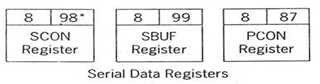 8 98* 8 99 8 87
SCON SBUF PCON
Register Register Register
Serial Data Registers